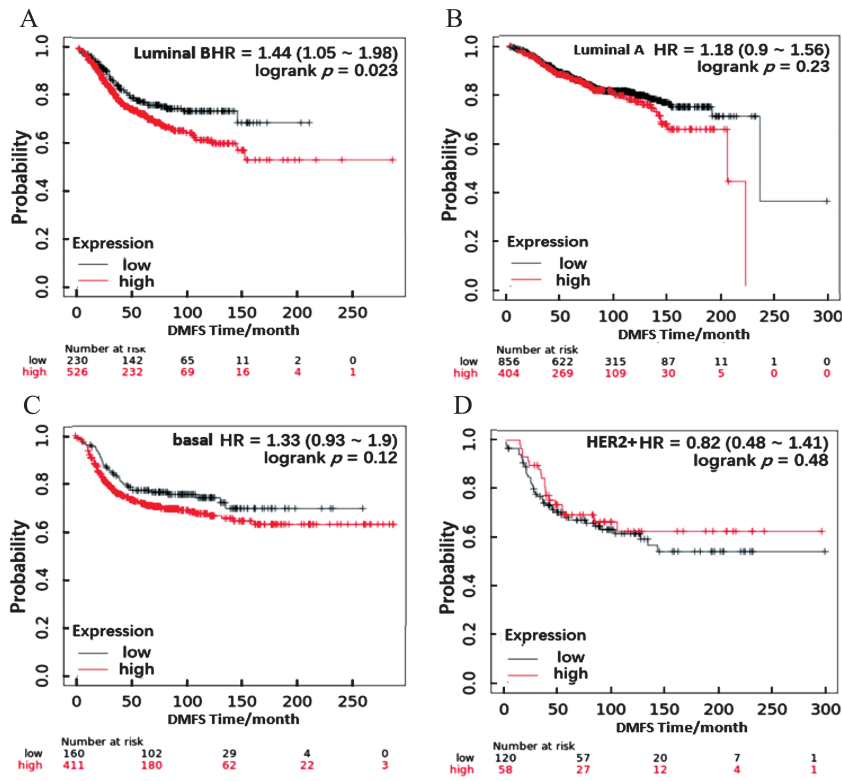 A
Luminal BHR = 1.44 (1.05 ~ 1.98)
logrank p = 0.023
Probability
1.0
0.8
0.6
0.4
0.2
0.0
Expression
low
high
0 50 100 150 200 250
DMFS Time/month
Number at risk
low 230 142 65 11 2 0
high 526 232 69 16 4 1
B
Luminal A HR = 1.18 (0.9 ~ 1.56)
logrank p = 0.23
Probability
1.0
0.8
0.6
0.4
0.2
0.0
Expression
low
high
0 50 100 150 200 250 300
DMFS Time/month
Number at risk
low 856 622 315 87 11 1 0
high 404 269 109 30 5 0 0
C
basal HR = 1.33 (0.93 ~ 1.9)
logrank p = 0.12
Probability
1.0
0.8
0.6
0.4
0.2
0.0
Expression
low
high
0 50 100 150 200 250
DMFS Time/month
Number at risk
low 160 102 29 4 0
high 411 180 62 22 3
D
HER2+ HR = 0.82 (0.48 ~ 1.41)
logrank p = 0.48
Probability
1.0
0.8
0.6
0.4
0.2
0.0
Expression
low
high
0 50 100 150 200 250 300
DMFS Time/month
Number at risk
low 120 57 20 7 1
high 58 27 12 4 1